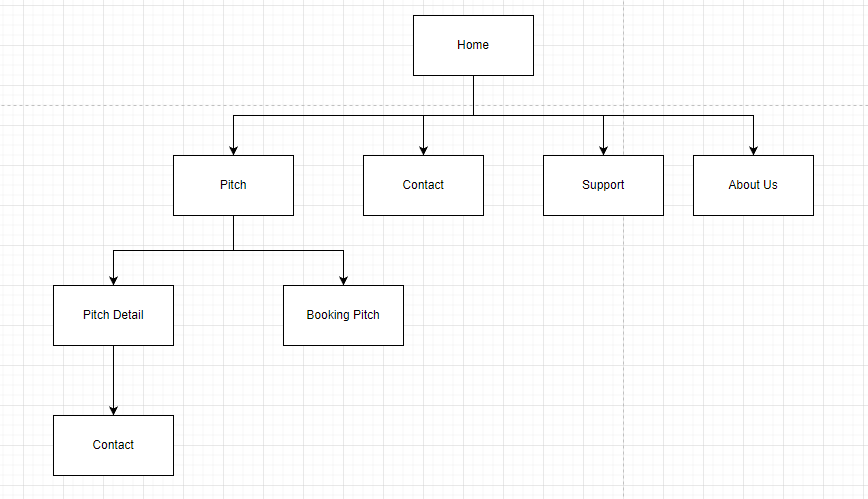 Home
Pitch
Contact
Support
About Us
Pitch Detail
Booking Pitch
Contact